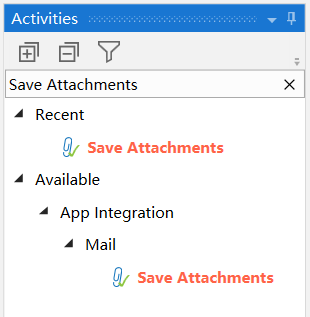 Activities
Save Attachments
Recent
Save Attachments
Available
App Integration
Mail
Save Attachments